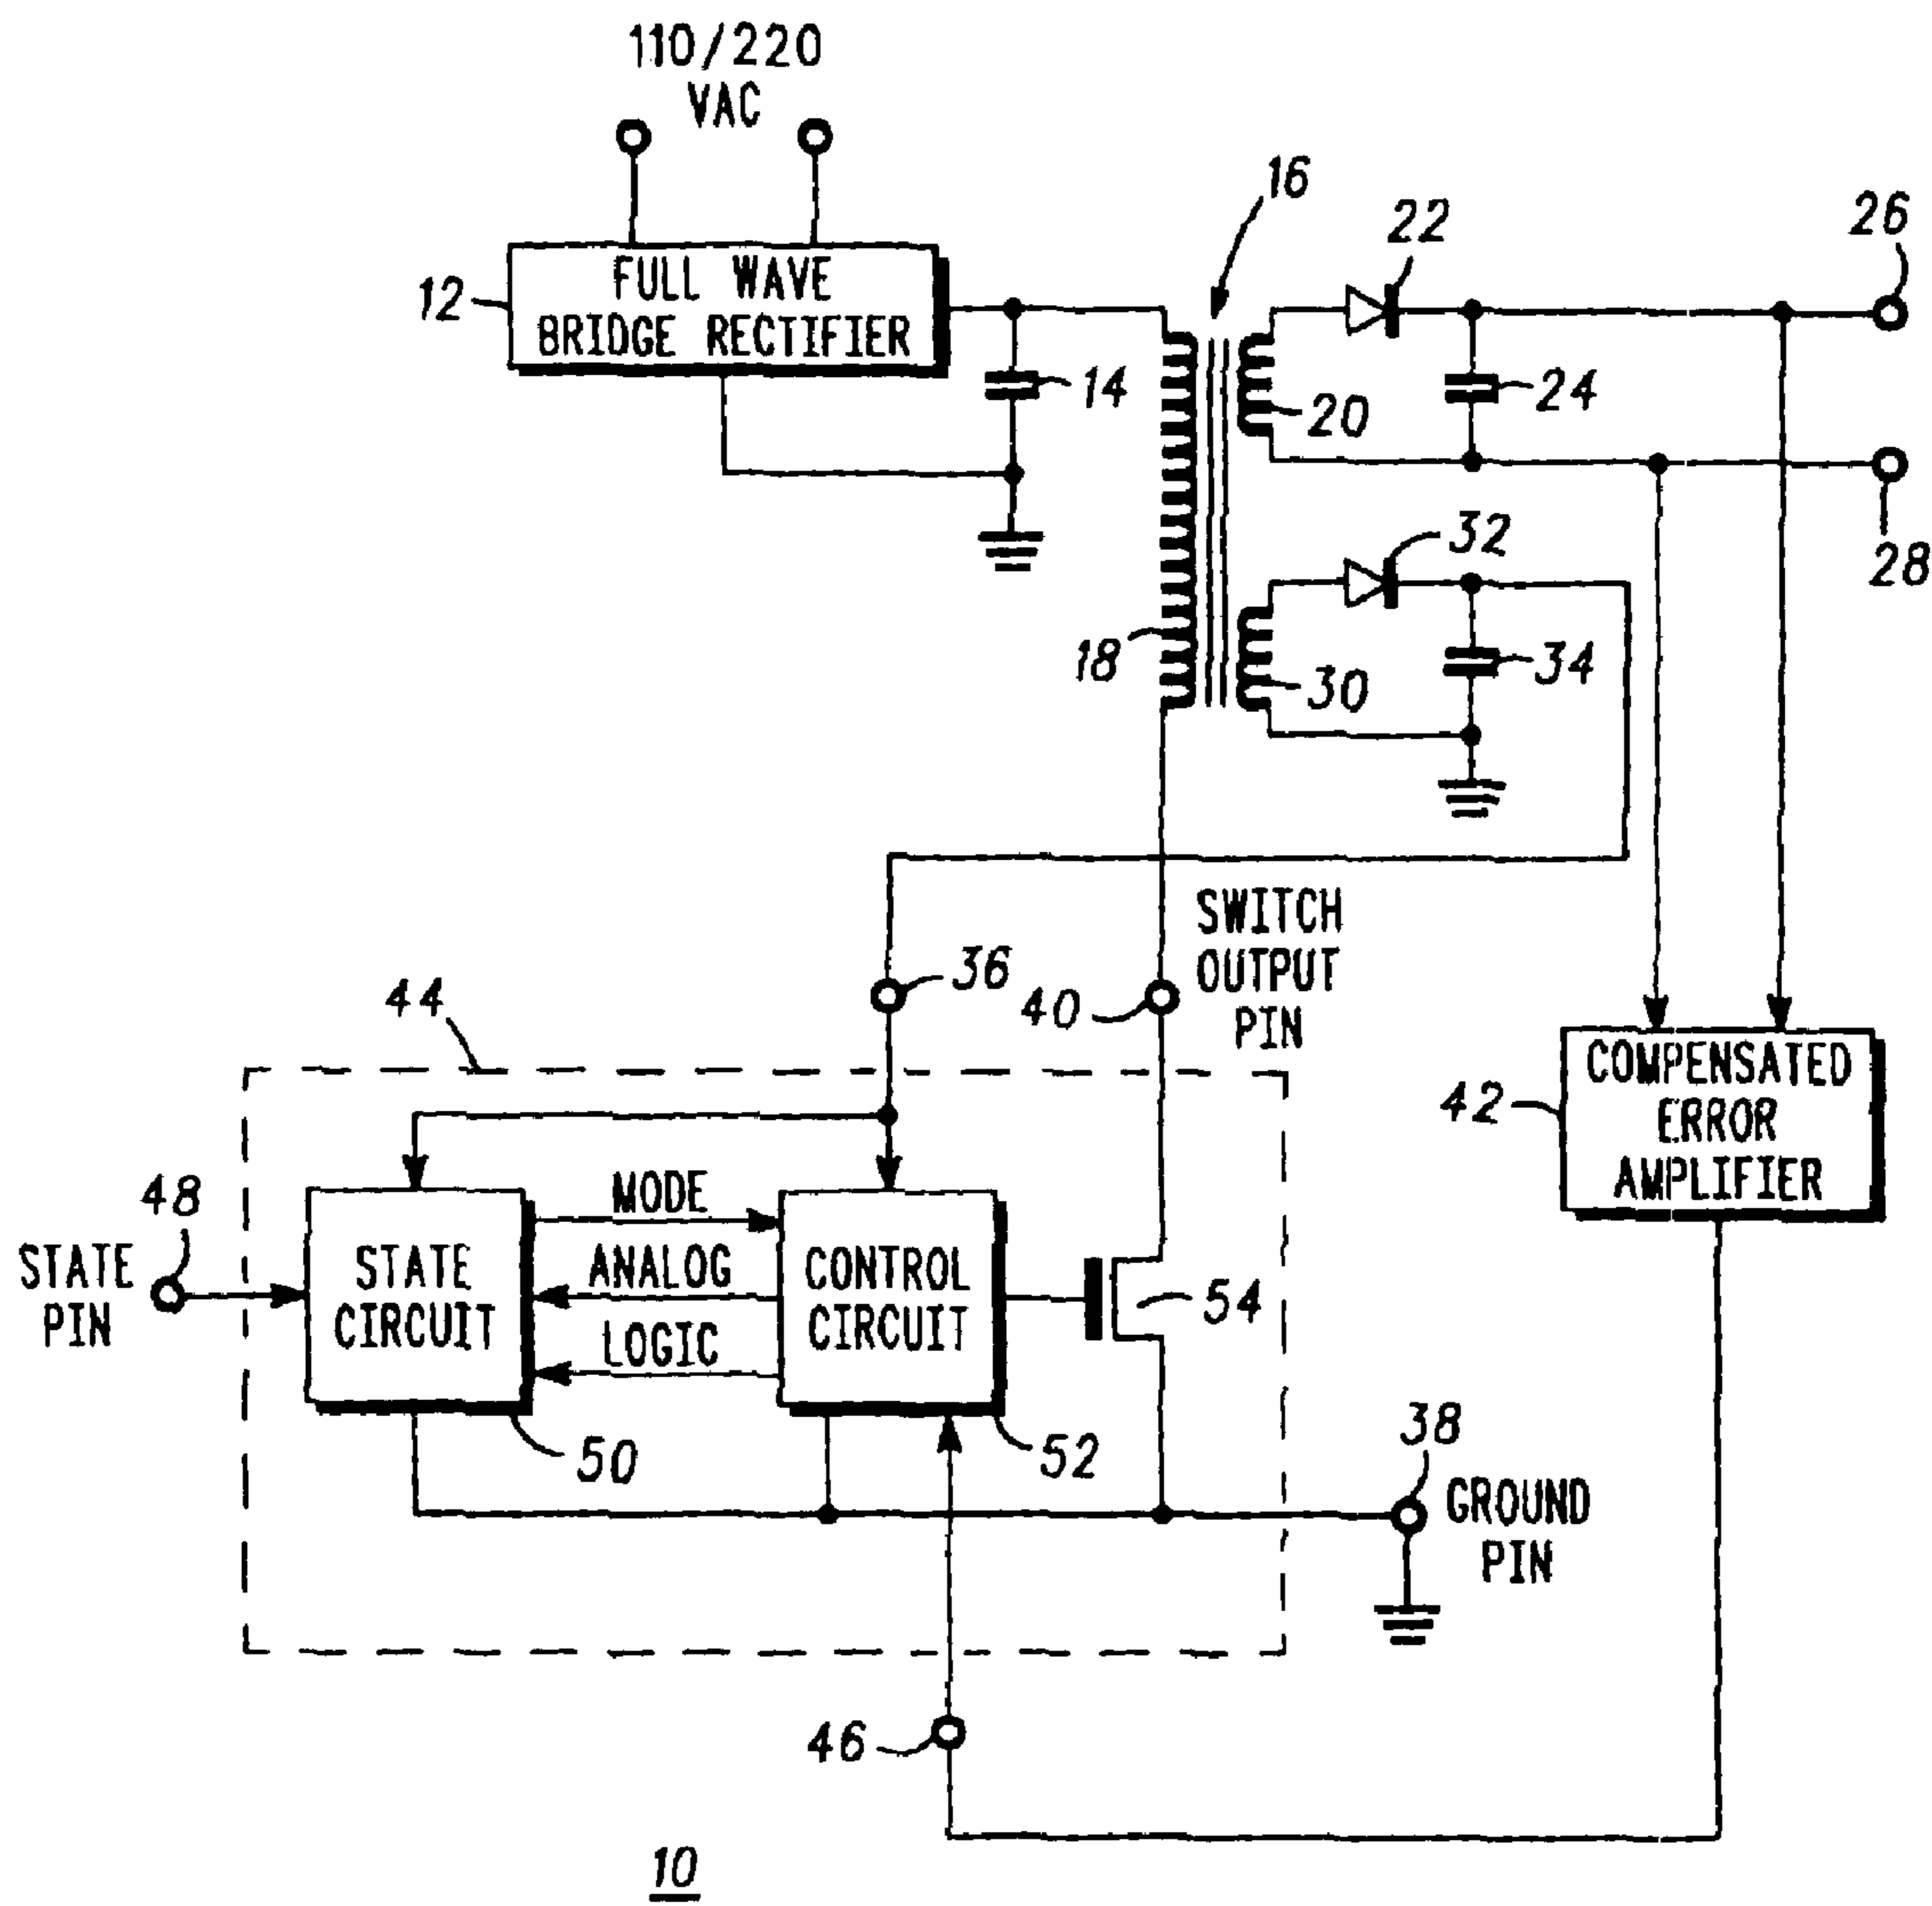 110/220
VAC
16
22
26
12
FULL WAVE
BRIDGE RECTIFIER
14
20
24
28
32
18
30
34
SWITCH
OUTPUT
PIN
36
40
44
COMPENSATED
ERROR
AMPLIFIER
42
48
STATE
PIN
STATE
CIRCUIT
MODE
ANALOG
LOGIC
CONTROL
CIRCUIT
54
50
52
38
GROUND
PIN
46
10